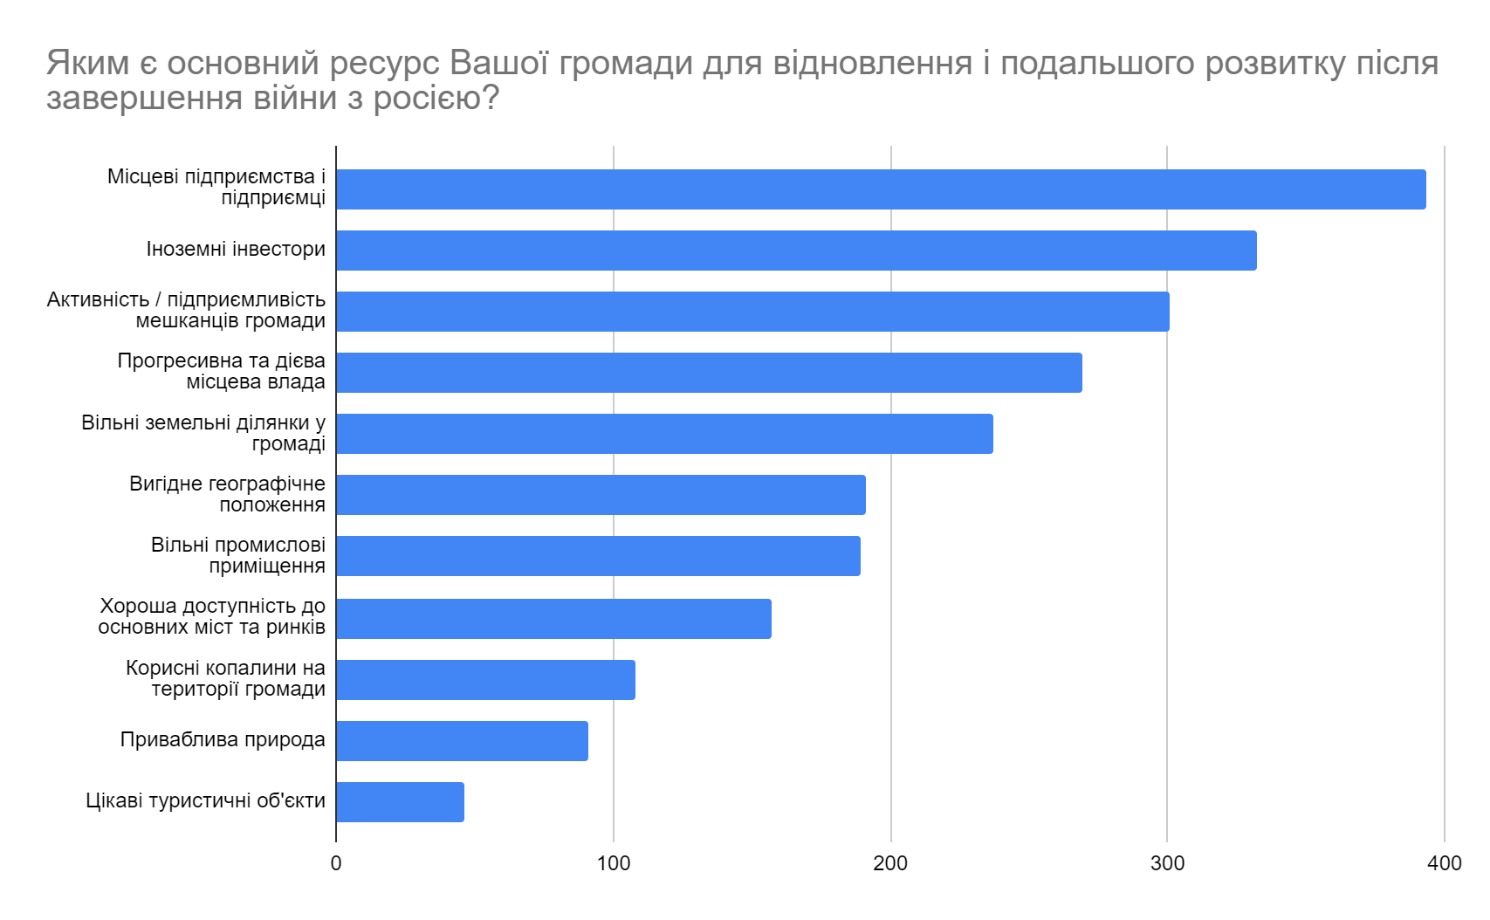 Яким є основний ресурс Вашої громади для відновлення і подальшого розвитку після
завершення війни з росією?
Місцеві підприємства і
підприємці
Іноземні інвестори
Активність / підприємливість
мешканців громади
Прогресивна та дієва
місцева влада
Вільні земельні ділянки у
громаді
Вигідне географічне
положення
Вільні промислові
приміщення
Хороша доступність до
основних міст та ринків
Корисні копалини на
території громади
Приваблива природа
Цікаві туристичні об'єкти
0 100 200 300 400